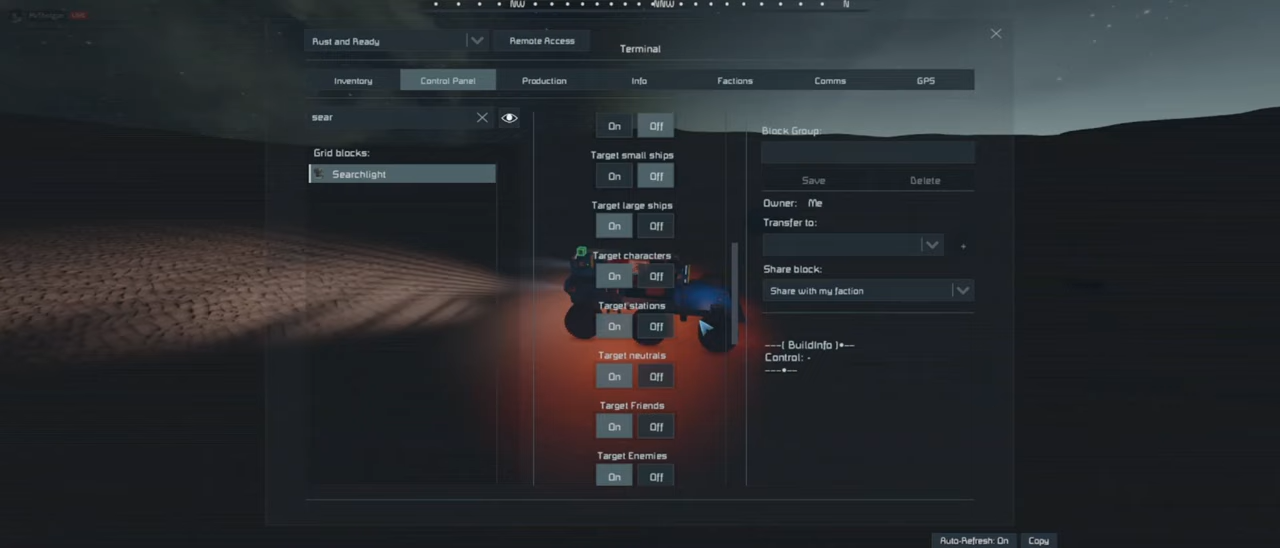 NW NNW N
LIVE
Rust and Ready Remote Access
Terminal
Inventory Control Panel Production Info Factions Comms GPS
sear
Grid blocks:
Searchlight
On Off
Target small ships
On Off
Target large ships
On Off
Target characters
On Off
Target stations
On Off
Target neutrals
On Off
Target Friends
On Off
Target Enemies
On Off
Block Group:
Save Delete
Owner: Me
Transfer to:
Share block:
Share with my faction
---[ BuildInfo ]•--
Control: -
---•--
Auto-Refresh: On Copy